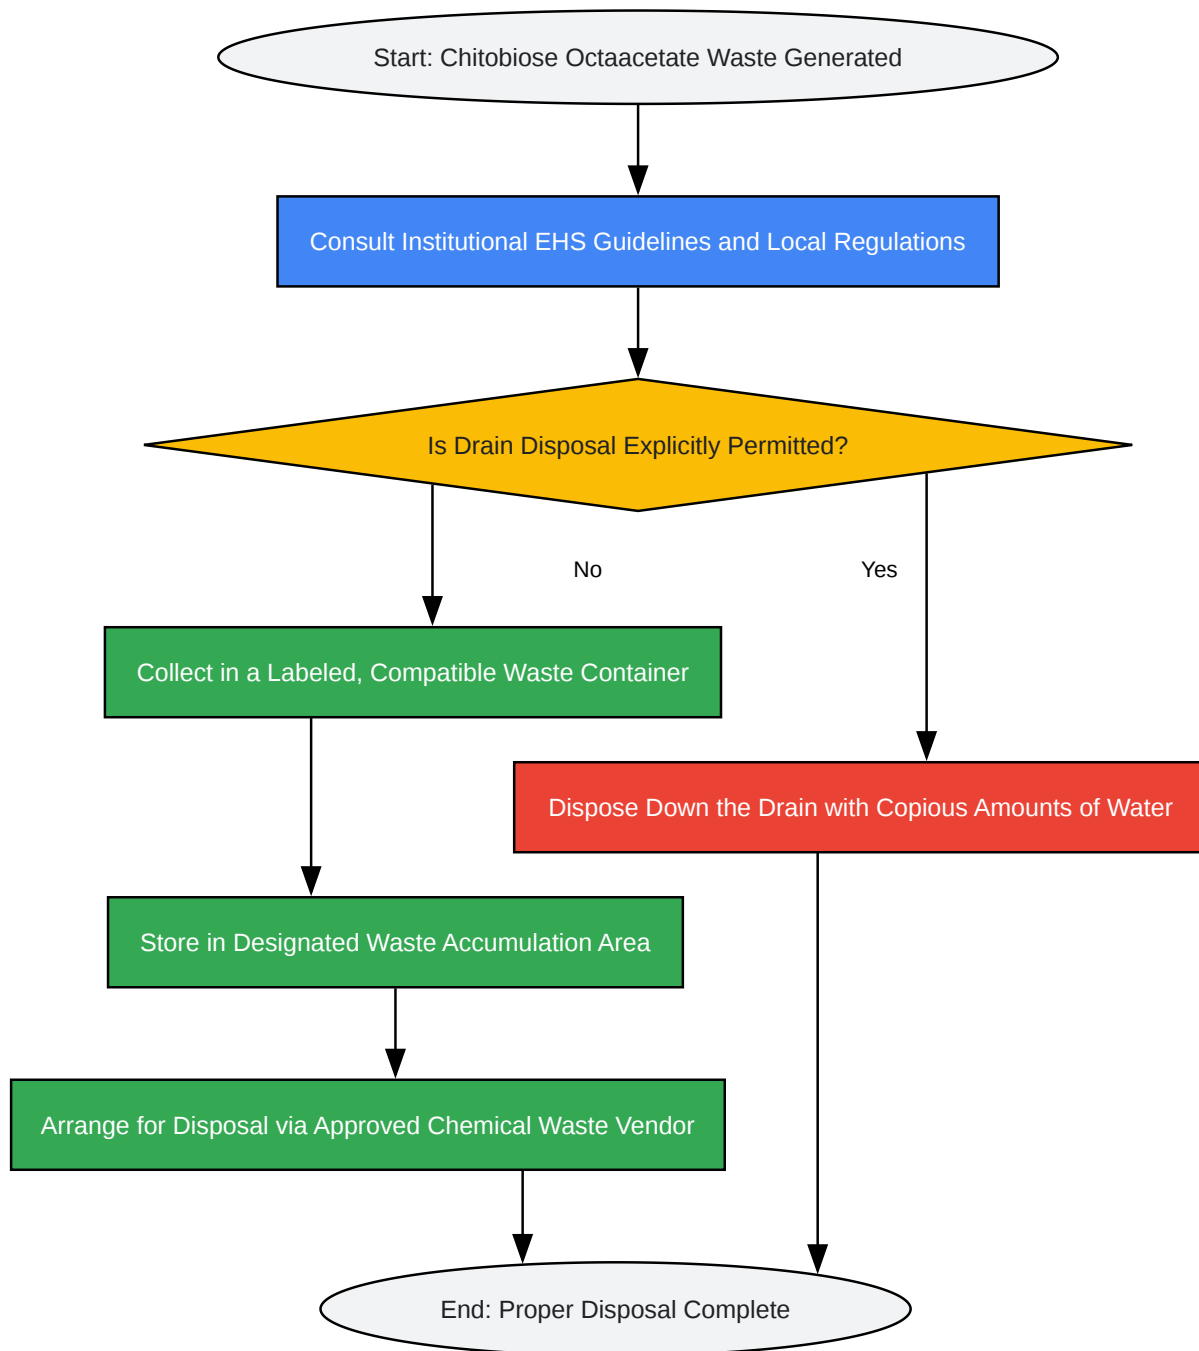 Start: Chitobiose Octaacetate Waste Generated
Consult Institutional EHS Guidelines and Local Regulations
Is Drain Disposal Explicitly Permitted?
No
Yes
Collect in a Labeled, Compatible Waste Container
Dispose Down the Drain with Copious Amounts of Water
Store in Designated Waste Accumulation Area
Arrange for Disposal via Approved Chemical Waste Vendor
End: Proper Disposal Complete